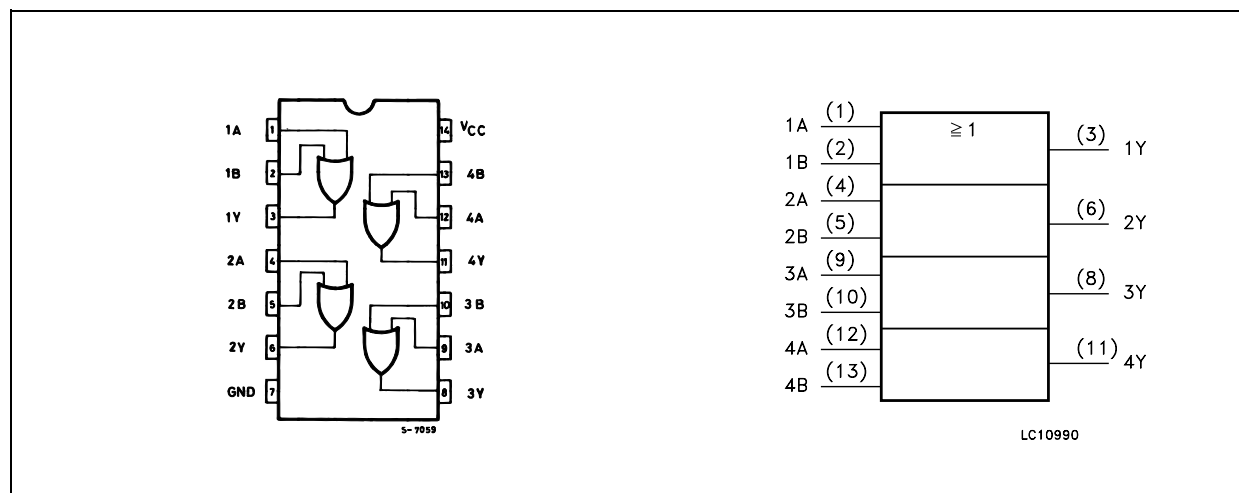 1A 1 14 VCC
1B 2 13 4B
1Y 3 12 4A
2A 4 11 4Y
2B 5 10 3B
2Y 6 9 3A
GND 7 8 3Y
S-7059
≧1
1A (1)
1B (2)
2A (4)
2B (5)
3A (9)
3B (10)
4A (12)
4B (13)
(3) 1Y
(6) 2Y
(8) 3Y
(11) 4Y
LC10990